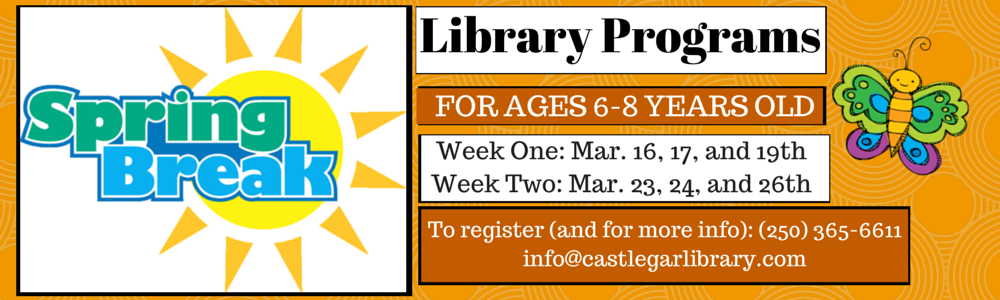 Spring
Break
Library Programs
FOR AGES 6-8 YEARS OLD
Week One: Mar. 16, 17, and 19th
Week Two: Mar. 23, 24, and 26th
To register (and for more info): (250) 365-6611
info@castlegarlibrary.com